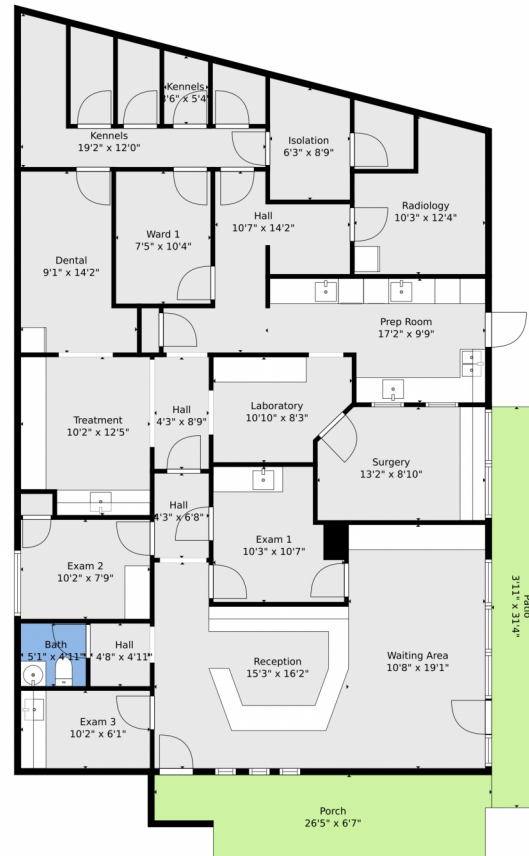 Kennels
3'6" x 5'4"
Kennels
19'2" x 12'0"
Isolation
6'3" x 8'9"
Radiology
10'3" x 12'4"
Hall
10'7" x 14'2"
Ward 1
7'5" x 10'4"
Dental
9'1" x 14'2"
Prep Room
17'2" x 9'9"
Treatment
10'2" x 12'5"
Hall
4'3" x 8'9"
Laboratory
10'10" x 8'3"
Surgery
13'2" x 8'10"
Hall
4'3" x 6'8"
Exam 1
10'3" x 10'7"
Exam 2
10'2" x 7'9"
Patio
3'11" x 31'4"
Bath
5'1" x 4'11"
Hall
4'8" x 4'11"
Reception
15'3" x 16'2"
Waiting Area
10'8" x 19'1"
Exam 3
10'2" x 6'1"
Porch
26'5" x 6'7"